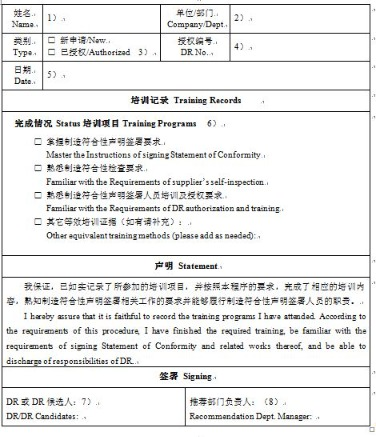 姓名 1） 单位/部门 2）
Name Company/Dept.
类别 □ 新申请/New 授权编号 4）
Type □ 已授权/Authorized 3） DR No.
日期 5）
Date
培训记录 Training Records
完成情况 Status 培训项目 Training Programs 6）
□ 掌握制造符合性声明签署要求
Master the Instructions of signing Statement of Conformity
□ 熟悉制造符合性检查要求
Familiar with the Requirements of supplier's self-inspection
□ 熟悉制造符合性声明签署人员培训及授权要求
Familiar with the Requirements of DR authorization and training
□ 其它等效培训证据（如有请补充）：
Other equivalent training methods (please add as needed):
声明 Statement
我保证，已如实记录了所参加的培训项目，并按照本程序的要求，完成了相应的培训内
容，熟知制造符合性声明签署相关工作的要求并能够履行制造符合性声明签署人员的职责。
I hereby assure that it is faithful to record the training programs I have attended. According to
the requirements of this procedure, I have finished the required training, be familiar with the
requirements of signing Statement of Conformity and related works thereof, and be able to
discharge of responsibilities of DR.
签署 Signing
DR 或 DR 候选人：7） 推荐部门负责人：（8）
DR/DR Candidates: Recommendation Dept. Manager: